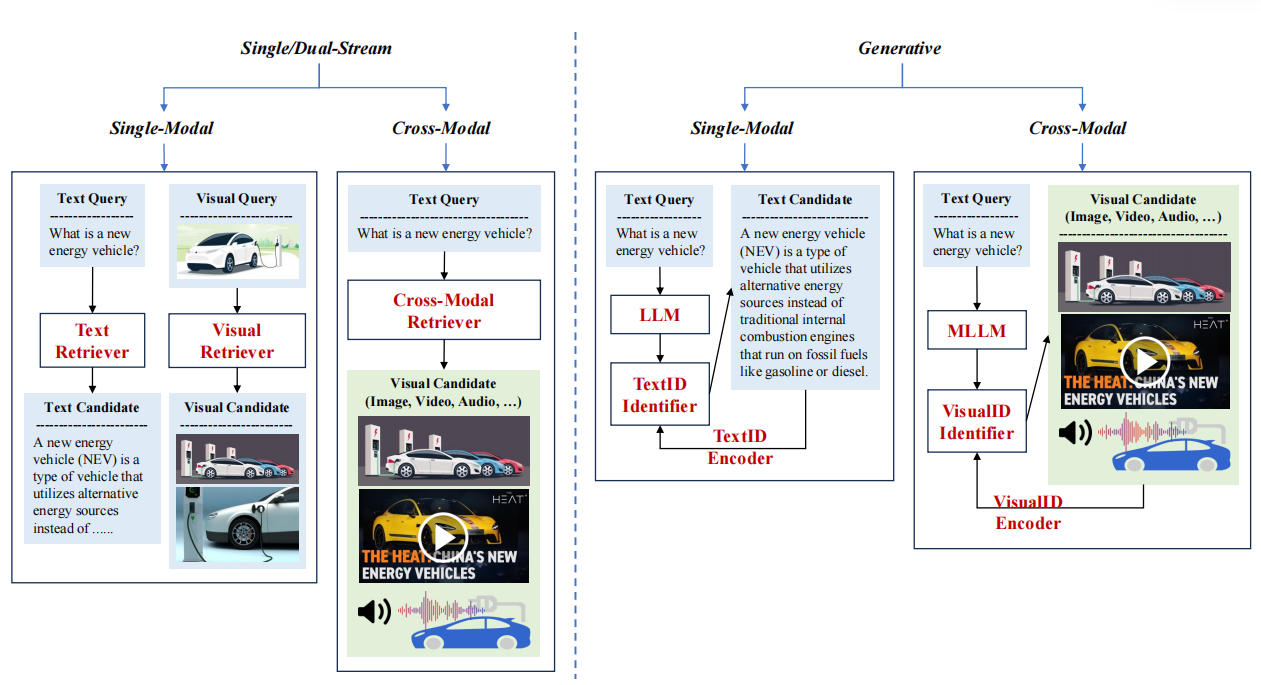 Single/Dual-Stream
Single-Modal
Cross-Modal
Text Query
What is a new
energy vehicle?
Text
Retriever
Text Candidate
A new energy
vehicle (NEV) is a
type of vehicle that
utilizes alternative
energy sources
instead of ......
Visual Query
Visual
Retriever
Visual Candidate
Text Query
What is a new energy vehicle?
Cross-Modal
Retriever
Visual Candidate
(Image, Video, Audio, ...)
HEAT
THE HEAT:CHINA'S NEW
ENERGY VEHICLES
Generative
Single-Modal
Cross-Modal
Text Query
What is a new
energy vehicle?
LLM
TextID
Identifier
Text Candidate
A new energy vehicle
(NEV) is a type of
vehicle that utilizes
alternative energy
sources instead of
traditional internal
combustion engines
that run on fossil fuels
like gasoline or diesel.
TextID
Encoder
Text Query
What is a new
energy vehicle?
MLLM
VisualID
Identifier
Visual Candidate
(Image, Video, Audio, ...)
HEAT
THE HEAT:CHINA'S NEW
ENERGY VEHICLES
VisualID
Encoder